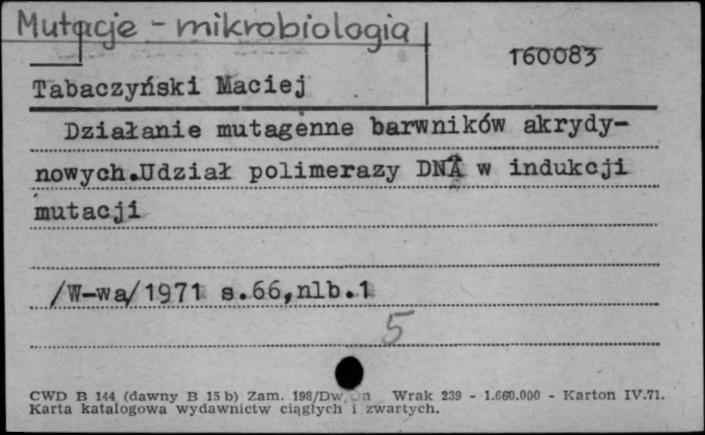 Mutacje - mikrobiologia
160083
Tabaczyński Maciej
Działanie mutagenne barwników akrydy-
nowych.Udział polimerazy DNA w indukcji
mutacji
/W-wa/1971 s.66,nlb.1
5
CWD B 144 (dawny B 15 b) Zam. 198/Dw Wrak 239 - 1.660.000 - Karton IV.71.
Karta katalogowa wydawnictw ciągłych i zwartych.